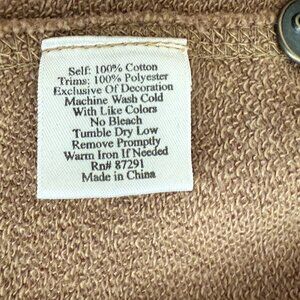 Self: 100% Cotton
Trims: 100% Polyester
Exclusive Of Decoration
Machine Wash Cold
With Like Colors
No Bleach
Tumble Dry Low
Remove Promptly
Warm Iron If Needed
Rn# 87291
Made in China